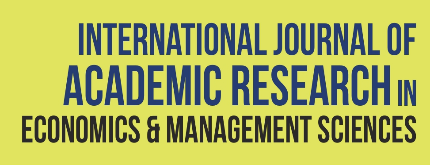 INTERNATIONAL JOURNAL OF
ACADEMIC RESEARCH IN
ECONOMICS & MANAGEMENT SCIENCES